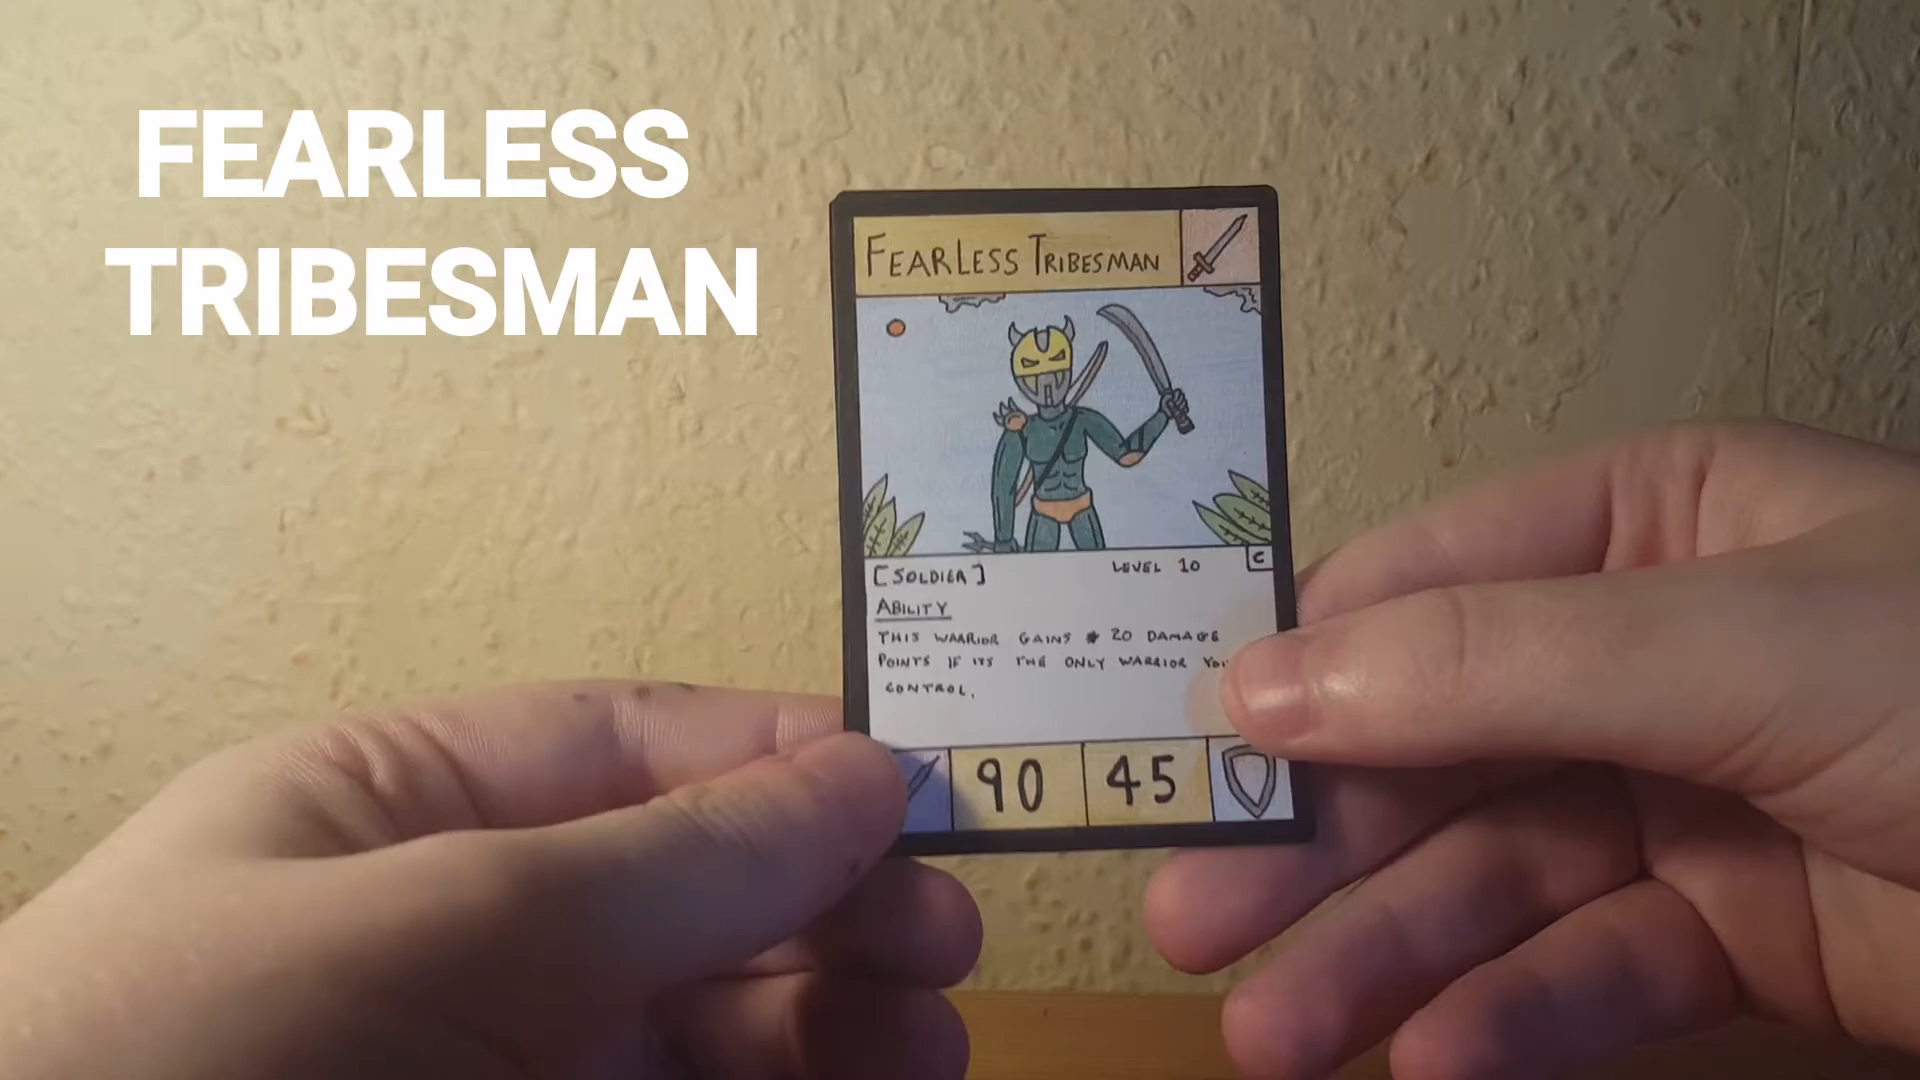 FEARLESS
TRIBESMAN
FEARLESS TRIBESMAN
[SOLDIER] LEVEL 10 C
ABILITY
THIS WARRIOR GAINS 20 DAMAGE
POINTS IF ITS THE ONLY WARRIOR
CONTROL.
90 45